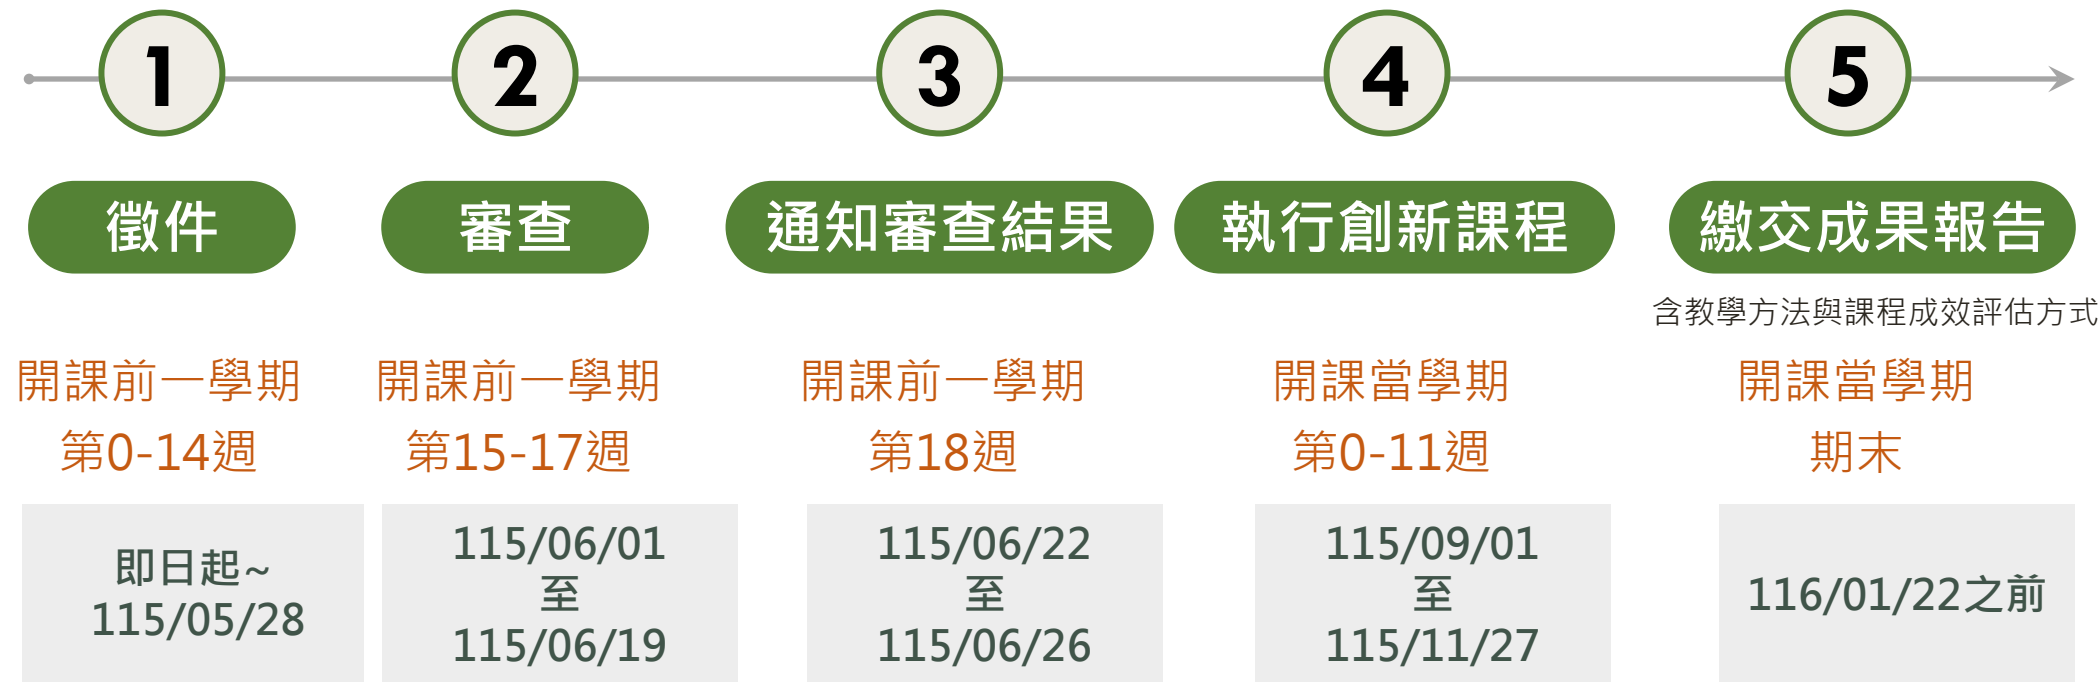 1
2
3
4
5
徵件
審查
通知審查結果
執行創新課程
繳交成果報告
含教學方法與課程成效評估方式
開課前一學期
第0-14週
開課前一學期
第15-17週
開課前一學期
第18週
開課當學期
第0-11週
開課當學期
期末
即日起~
115/05/28
115/06/01
至
115/06/19
115/06/22
至
115/06/26
115/09/01
至
115/11/27
116/01/22之前